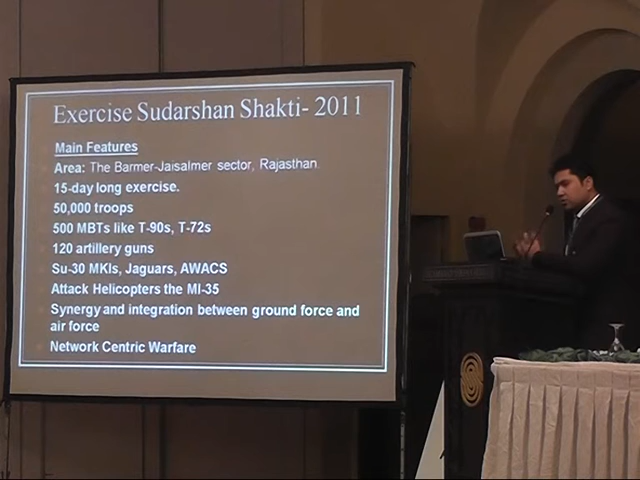 Exercise Sudarshan Shakti- 2011
Main Features
Area: The Barmer-Jaisalmer sector, Rajasthan
15-day long exercise.
50,000 troops
500 MBTs like T-90s, T-72s
120 artillery guns
Su-30 MKIs, Jaguars, AWACS
Attack Helicopters the MI-35
Synergy and integration between ground force and
air force
Network Centric Warfare